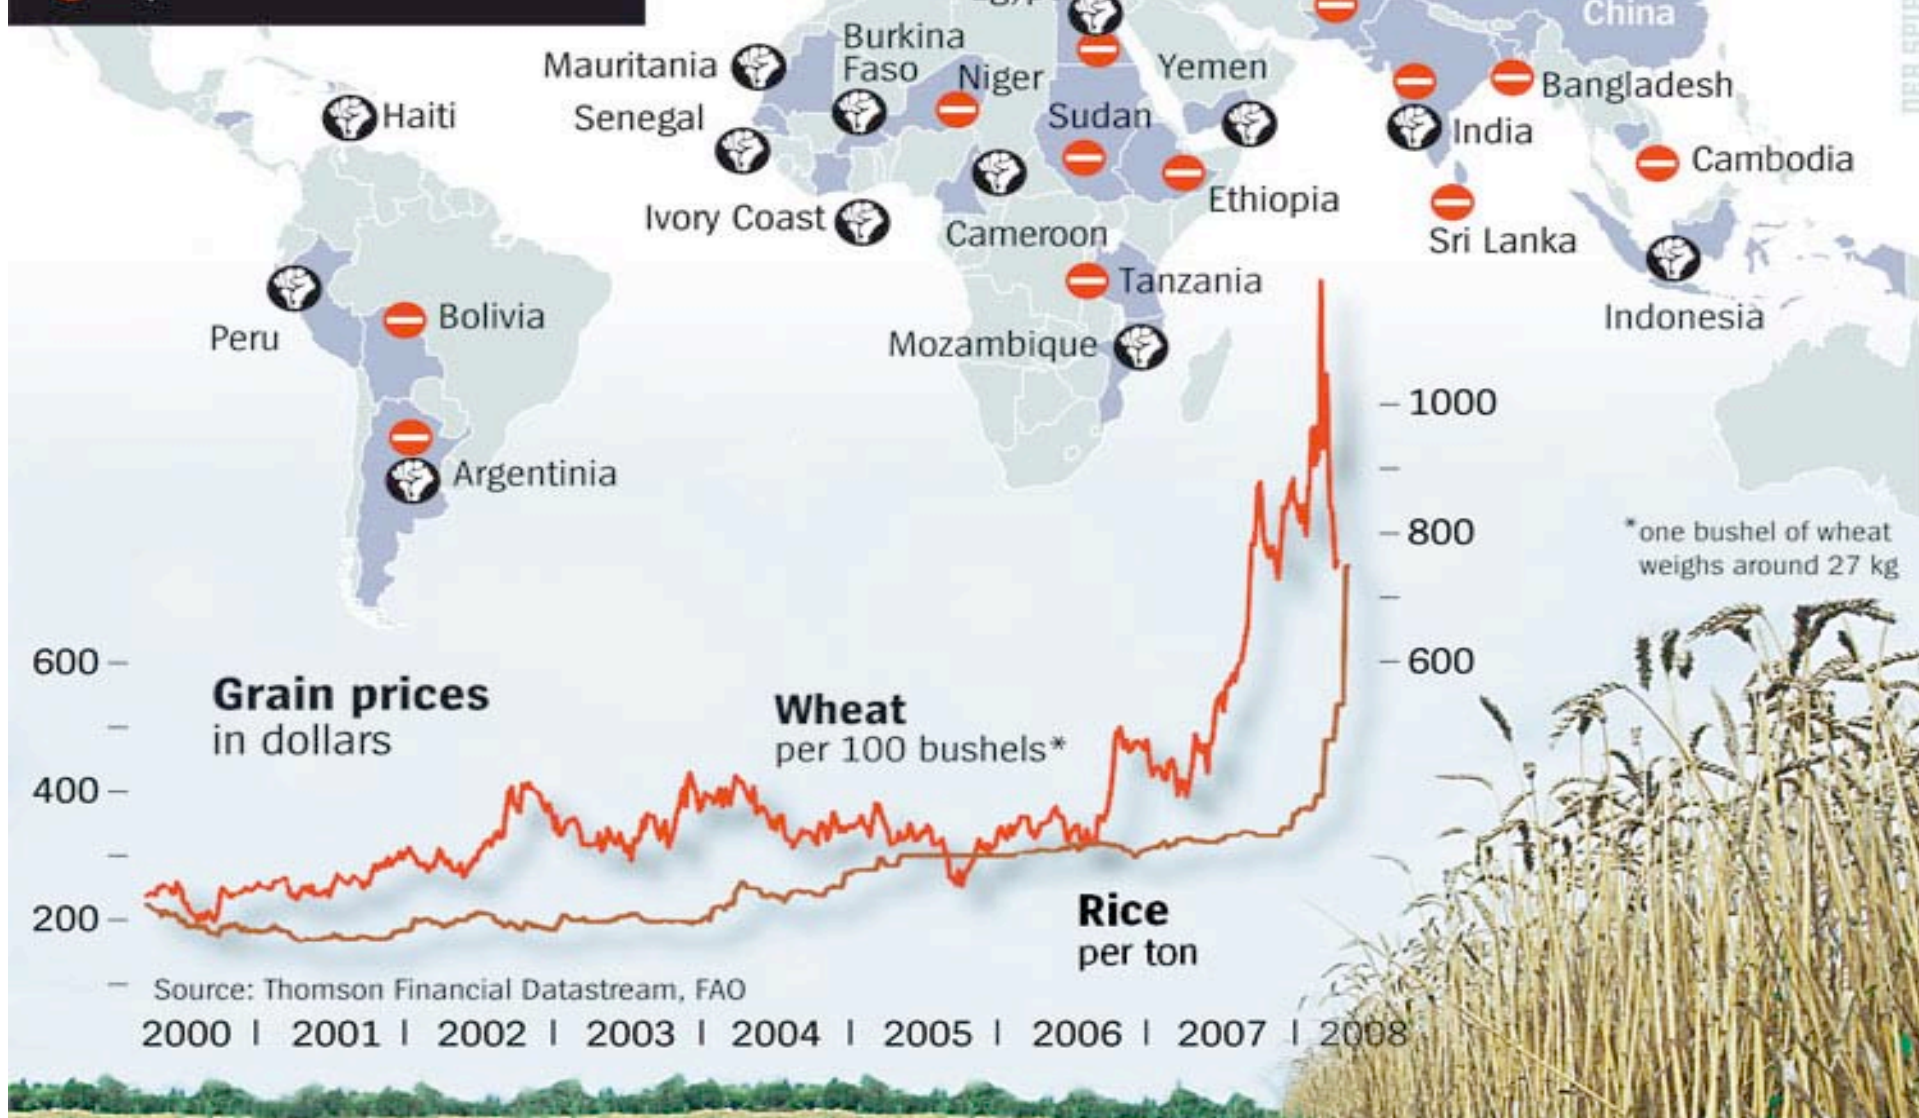 China
Burkina
Faso
Mauritania
Niger
Yemen
Bangladesh
Haiti
Senegal
Sudan
India
Cambodia
Ethiopia
Ivory Coast
Cameroon
Sri Lanka
Tanzania
Indonesia
Bolivia
Peru
Mozambique
Argentinia
1000
800
600
*one bushel of wheat
weighs around 27 kg
600
400
200
Grain prices
in dollars
Wheat
per 100 bushels*
Rice
per ton
Source: Thomson Financial Datastream, FAO
2000 | 2001 | 2002 | 2003 | 2004 | 2005 | 2006 | 2007 | 2008